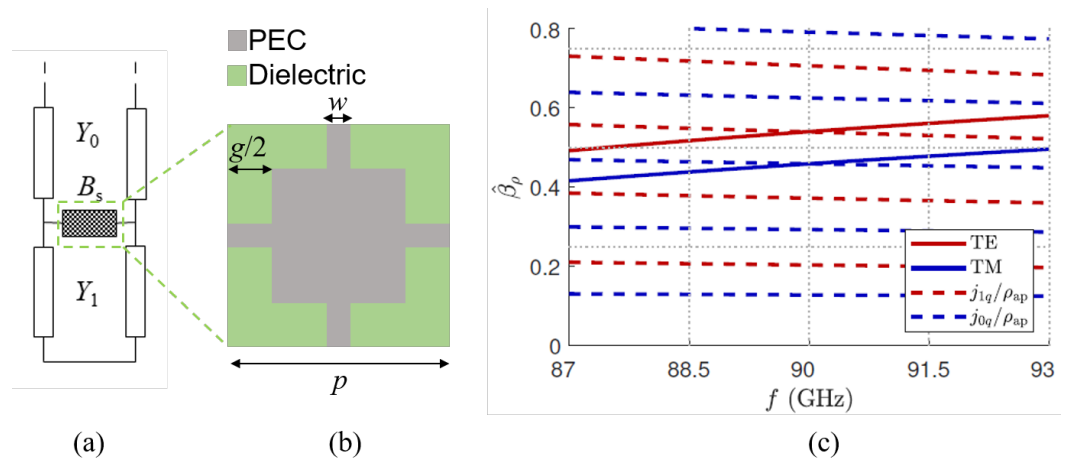 Y₀
Bₛ
Y₁
(a)
PEC
Dielectric
w
g/2
p
(b)
0.8
0.6
0.4
0.2
0
β̂ρ
87
88.5
90
91.5
93
f (GHz)
TE
TM
j₁q/ρap
j₀q/ρap
(c)